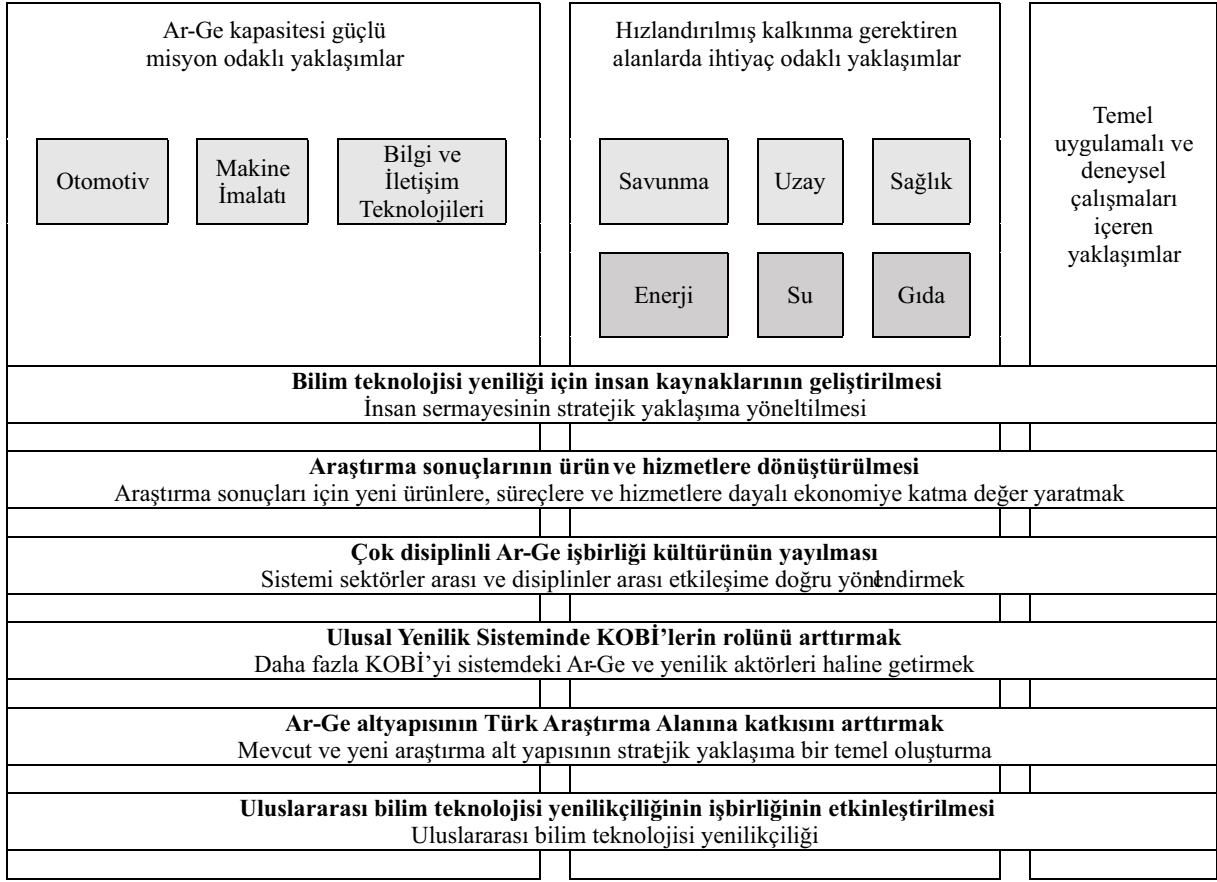 Ar-Ge kapasitesi güçlü
misyon odaklı yaklaşımlar
Otomotiv
Makine
İmalatı
Bilgi ve
İletişim
Teknolojileri
Hızlandırılmış kalkınma gerektiren
alanlarda ihtiyaç odaklı yaklaşımlar
Savunma
Uzay
Sağlık
Enerji
Su
Gıda
Temel
uygulamalı ve
deneysel
çalışmaları
içeren
yaklaşımlar
Bilim teknolojisi yeniliği için insan kaynaklarının geliştirilmesi
İnsan sermayesinin stratejik yaklaşıma yöneltilmesi
Araştırma sonuçlarının ürün ve hizmetlere dönüştürülmesi
Araştırma sonuçları için yeni ürünlere, süreçlere ve hizmetlere dayalı ekonomiye katma değer yaratmak
Çok disiplinli Ar-Ge işbirliği kültürünün yayılması
Sistemi sektörler arası ve disiplinler arası etkileşime doğru yönlendirmek
Ulusal Yenilik Sisteminde KOBİ’lerin rolünü arttırmak
Daha fazla KOBİ’yi sistemdeki Ar-Ge ve yenilik aktörleri haline getirmek
Ar-Ge altyapısının Türk Araştırma Alanına katkısını arttırmak
Mevcut ve yeni araştırma alt yapısının stratejik yaklaşıma bir temel oluşturma
Uluslararası bilim teknolojisi yenilikçiliğinin işbirliğinin etkinleştirilmesi
Uluslararası bilim teknolojisi yenilikçiliği